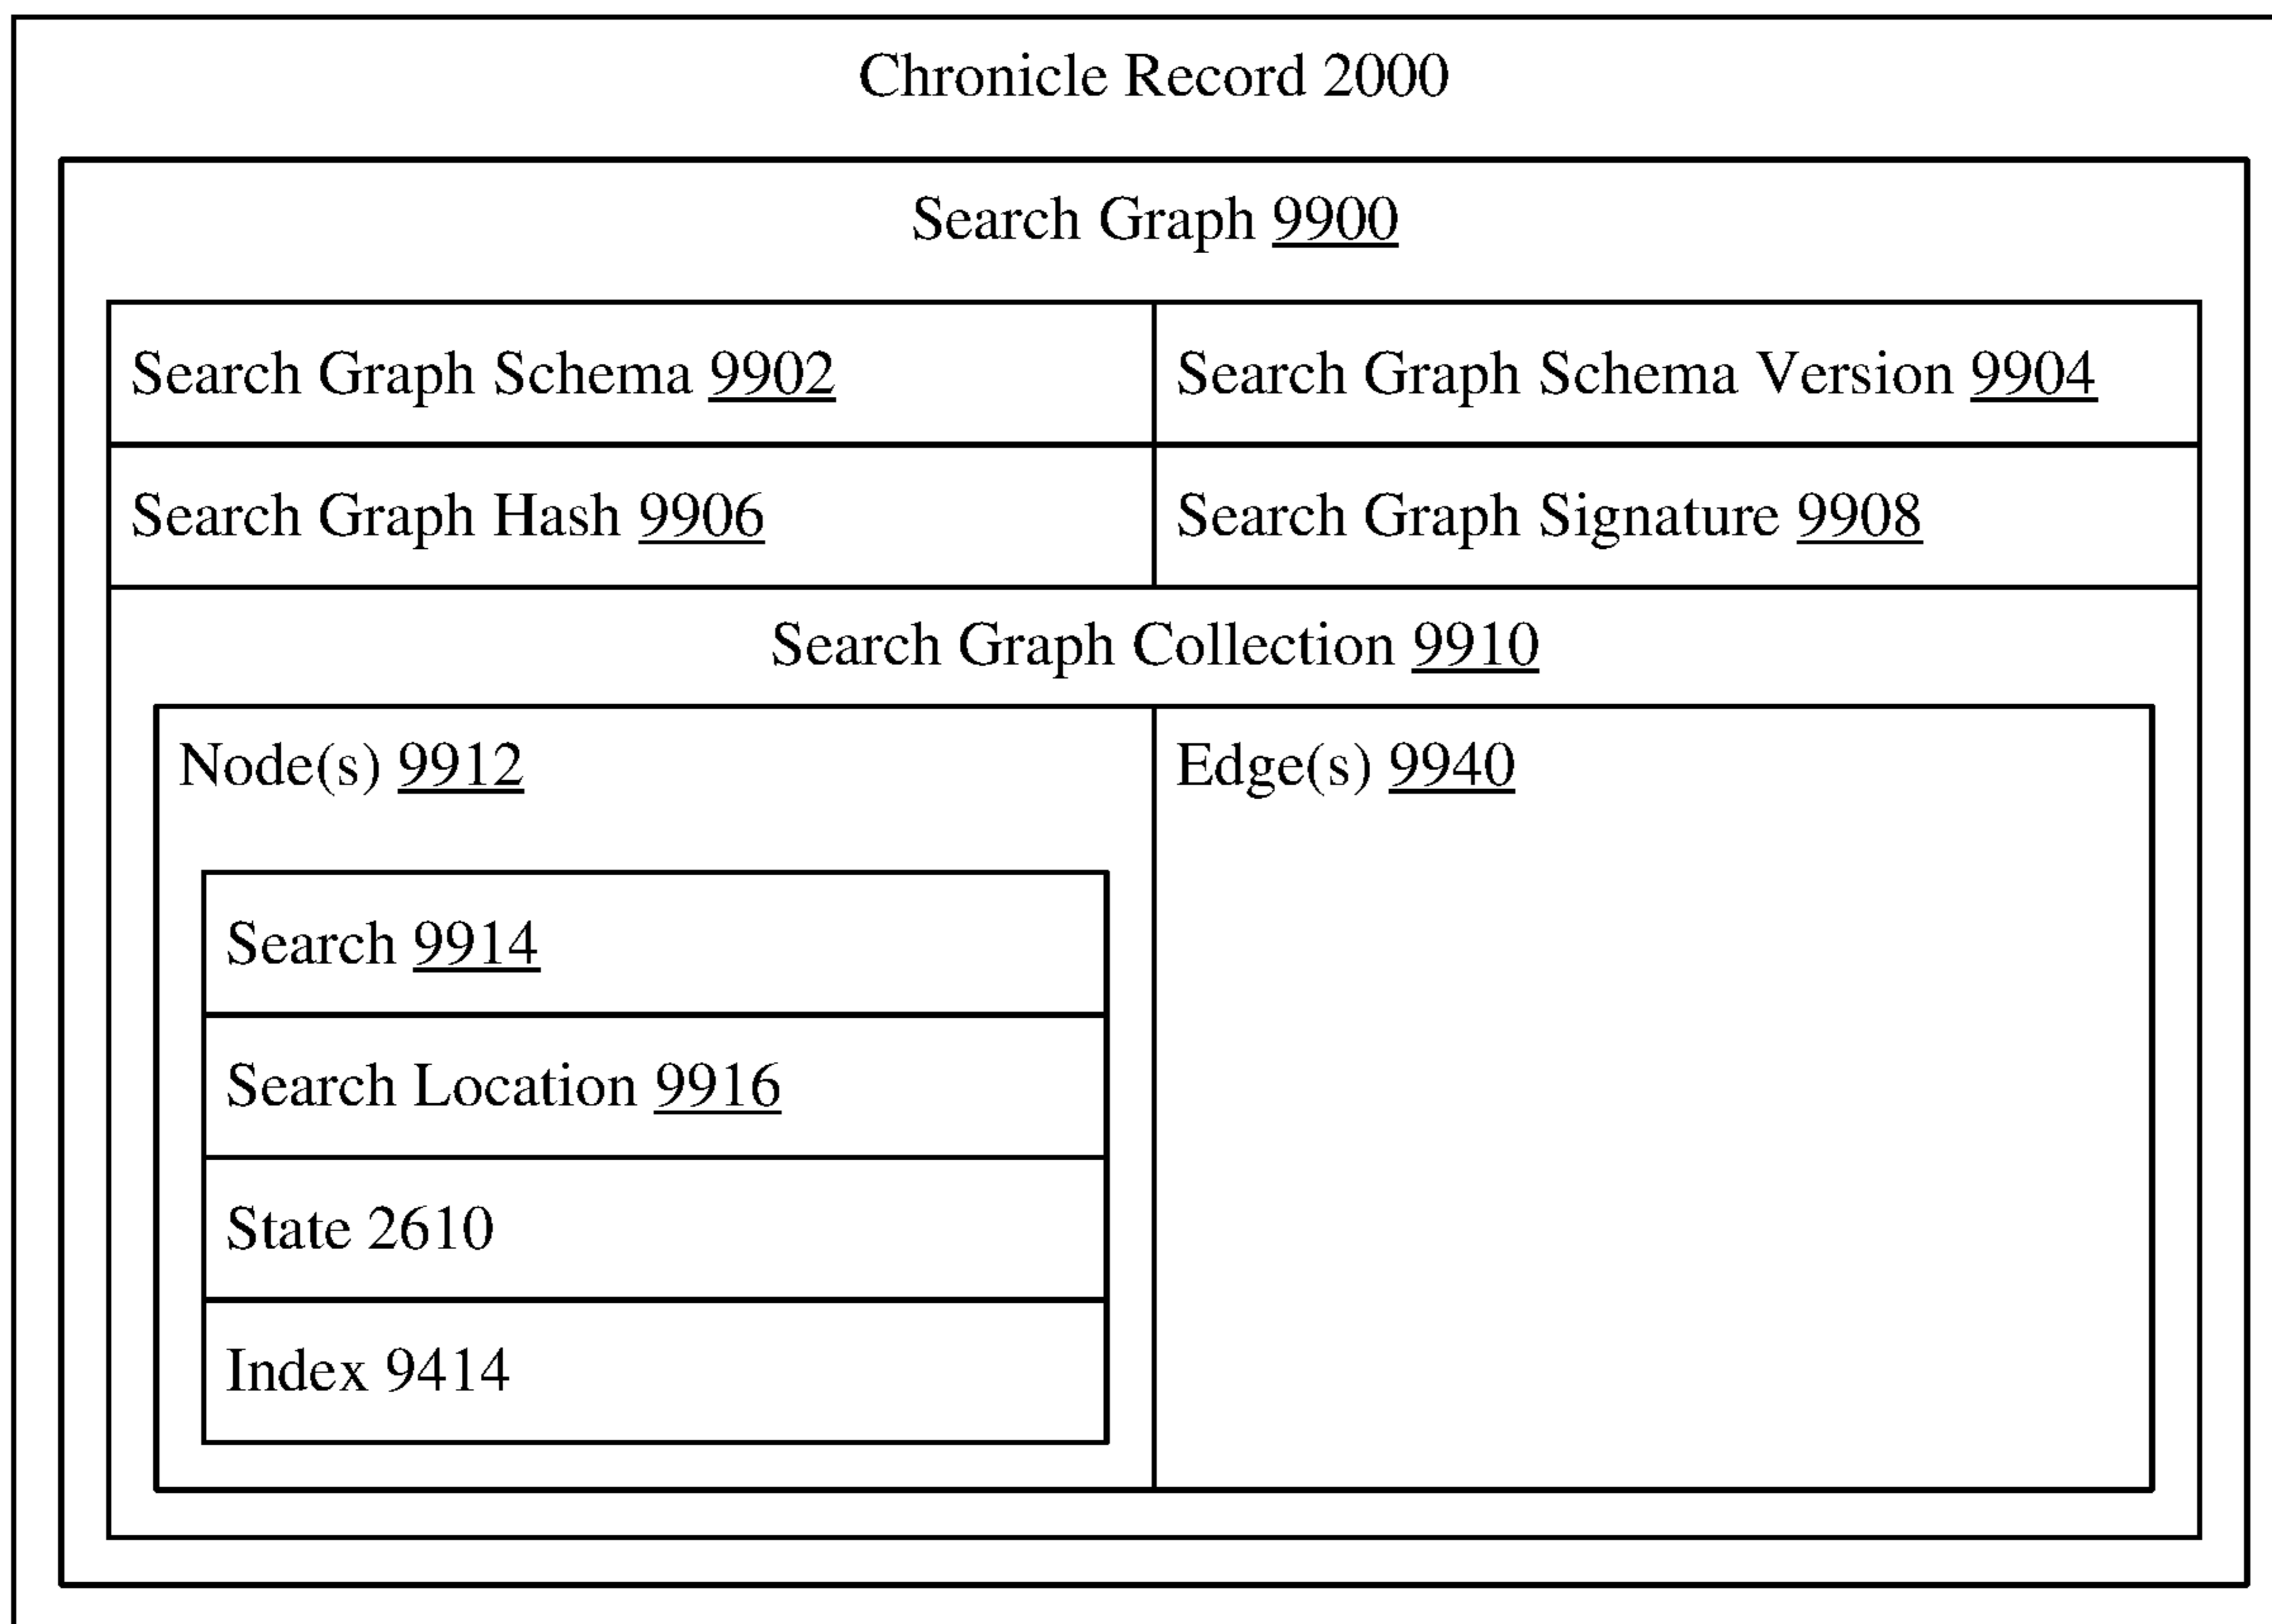 Chronicle Record 2000
Search Graph 9900
Search Graph Schema 9902
Search Graph Schema Version 9904
Search Graph Hash 9906
Search Graph Signature 9908
Search Graph Collection 9910
Node(s) 9912
Edge(s) 9940
Search 9914
Search Location 9916
State 2610
Index 9414